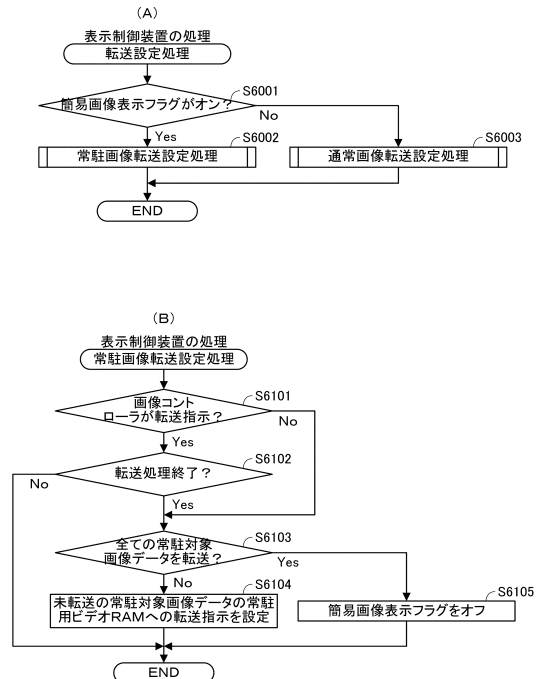 (A)
表示制御装置の処理
転送設定処理
簡易画像表示フラグがオン？
S6001
No
Yes
S6002
常駐画像転送設定処理
S6003
通常画像転送設定処理
END
(B)
表示制御装置の処理
常駐画像転送設定処理
画像コント
ローラが転送指示？
S6101
No
Yes
転送処理終了？
S6102
No
Yes
全ての常駐対象
画像データを転送？
S6103
Yes
No
S6104
未転送の常駐対象画像データの常駐
用ビデオRAMへの転送指示を設定
S6105
簡易画像表示フラグをオフ
END